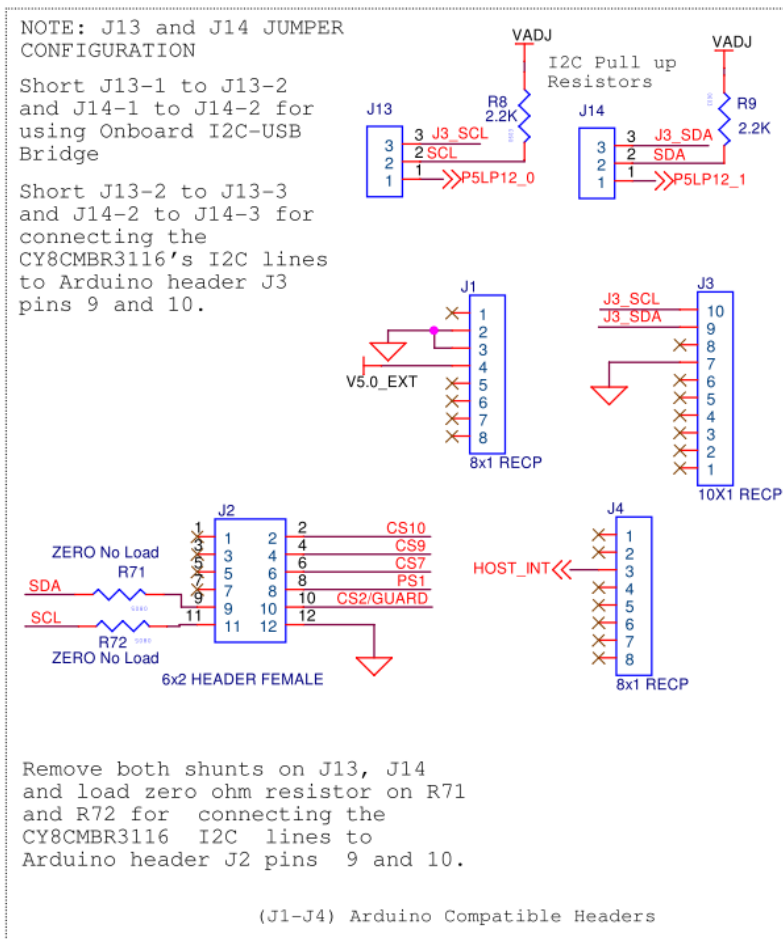 NOTE: J13 and J14 JUMPER
CONFIGURATION
Short J13-1 to J13-2
and J14-1 to J14-2 for
using Onboard I2C-USB
Bridge
Short J13-2 to J13-3
and J14-2 to J14-3 for
connecting the
CY8CMBR3116's I2C lines
to Arduino header J3
pins 9 and 10.
VADJ
VADJ
I2C Pull up
Resistors
J13
R8
2.2K
3 3 J3_SCL
2 2 SCL
1 1 P5LP12_0
J14
R9
2.2K
3 3 J3_SDA
2 2 SDA
1 1 P5LP12_1
J1
1
2
3
4
V5.0_EXT
5
6
7
8
8x1 RECP
J3
J3_SCL 10
J3_SDA 9
8
7
6
5
4
3
2
1
10X1 RECP
J2
1 1 2 2 CS10
3 3 4 4 CS9
5 5 6 6 CS7
7 7 8 8 PS1
9 9 10 10 CS2/GUARD
11 11 12 12
ZERO No Load
R71
SDA
SCL
R72
ZERO No Load
6x2 HEADER FEMALE
J4
1
2
HOST_INT 3
4
5
6
7
8
8x1 RECP
Remove both shunts on J13, J14
and load zero ohm resistor on R71
and R72 for connecting the
CY8CMBR3116 I2C lines to
Arduino header J2 pins 9 and 10.
(J1-J4) Arduino Compatible Headers